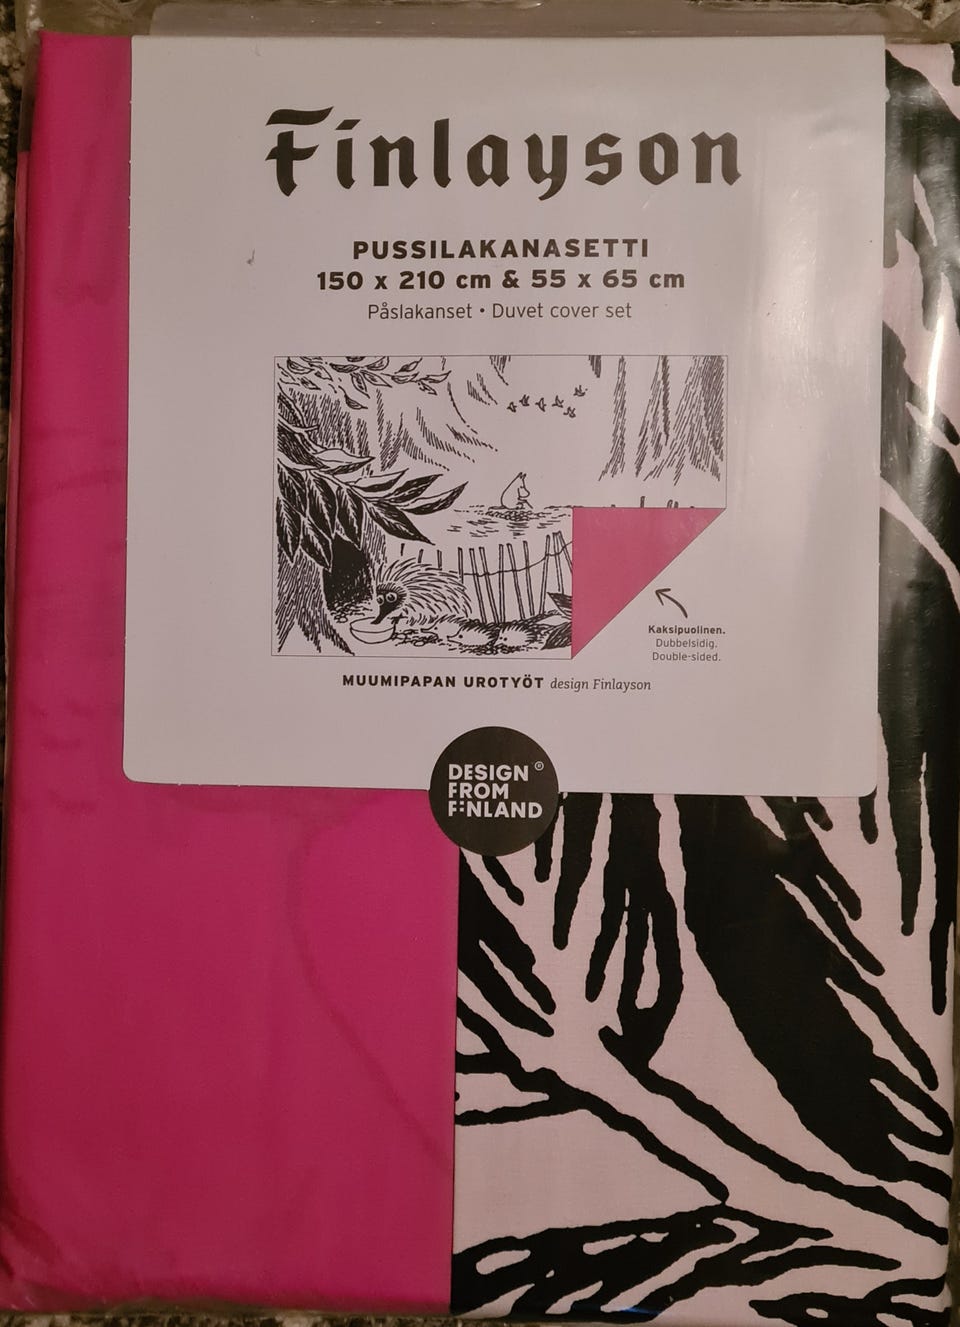 Finlayson
PUSSILAKANASETTI
150 x 210 cm & 55 x 65 cm
Påslakanset • Duvet cover set
Kaksipuolinen.
Dubbelsidig.
Double-sided.
MUUMIPAPAN UROTYÖT design Finlayson
DESIGN ®
FROM
FINLAND